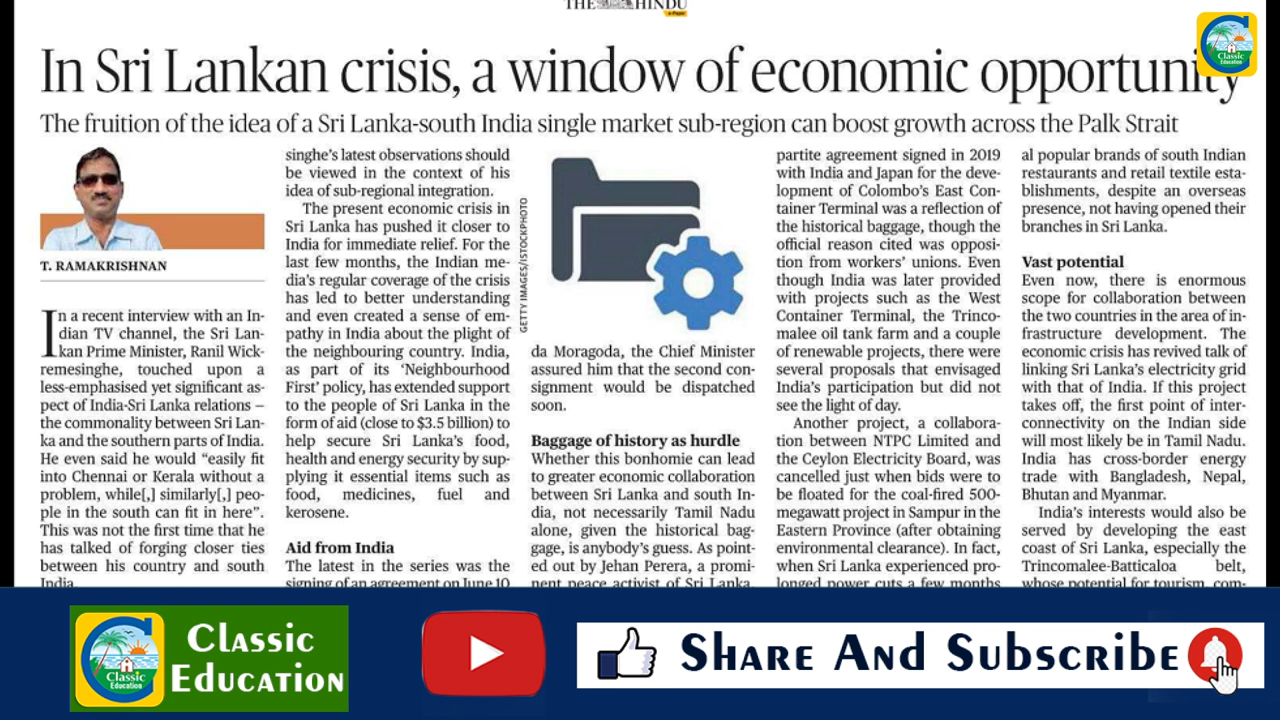 THE HINDU
e-Paper
In Sri Lankan crisis, a window of economic opportunity
Classic
Education
The fruition of the idea of a Sri Lanka-south India single market sub-region can boost growth across the Palk Strait
T. RAMAKRISHNAN
In a recent interview with an In-
dian TV channel, the Sri Lan-
kan Prime Minister, Ranil Wick-
remesinghe, touched upon a
less-emphasised yet significant as-
pect of India-Sri Lanka relations –
the commonality between Sri Lan-
ka and the southern parts of India.
He even said he would “easily fit
into Chennai or Kerala without a
problem, while[,] similarly[,] peo-
ple in the south can fit in here”.
This was not the first time that he
has talked of forging closer ties
between his country and south
India.
singhe’s latest observations should
be viewed in the context of his
idea of sub-regional integration.
The present economic crisis in
Sri Lanka has pushed it closer to
India for immediate relief. For the
last few months, the Indian me-
dia’s regular coverage of the crisis
has led to better understanding
and even created a sense of em-
pathy in India about the plight of
the neighbouring country. India,
as part of its ‘Neighbourhood
First’ policy, has extended support
to the people of Sri Lanka in the
form of aid (close to $3.5 billion) to
help secure Sri Lanka’s food,
health and energy security by sup-
plying it essential items such as
food, medicines, fuel and
kerosene.
Aid from India
The latest in the series was the
signing of an agreement on June 10
GETTY IMAGES/ISTOCKPHOTO
da Moragoda, the Chief Minister
assured him that the second con-
signment would be dispatched
soon.
Baggage of history as hurdle
Whether this bonhomie can lead
to greater economic collaboration
between Sri Lanka and south In-
dia, not necessarily Tamil Nadu
alone, given the historical bag-
gage, is anybody’s guess. As point-
ed out by Jehan Perera, a promi-
nent peace activist of Sri Lanka,
partite agreement signed in 2019
with India and Japan for the deve-
lopment of Colombo’s East Con-
tainer Terminal was a reflection of
the historical baggage, though the
official reason cited was opposi-
tion from workers’ unions. Even
though India was later provided
with projects such as the West
Container Terminal, the Trinco-
malee oil tank farm and a couple
of renewable projects, there were
several proposals that envisaged
India’s participation but did not
see the light of day.
Another project, a collabora-
tion between NTPC Limited and
the Ceylon Electricity Board, was
cancelled just when bids were to
be floated for the coal-fired 500-
megawatt project in Sampur in the
Eastern Province (after obtaining
environmental clearance). In fact,
when Sri Lanka experienced pro-
longed power cuts a few months
al popular brands of south Indian
restaurants and retail textile esta-
blishments, despite an overseas
presence, not having opened their
branches in Sri Lanka.
Vast potential
Even now, there is enormous
scope for collaboration between
the two countries in the area of in-
frastructure development. The
economic crisis has revived talk of
linking Sri Lanka’s electricity grid
with that of India. If this project
takes off, the first point of inter-
connectivity on the Indian side
will most likely be in Tamil Nadu.
India has cross-border energy
trade with Bangladesh, Nepal,
Bhutan and Myanmar.
India’s interests would also be
served by developing the east
coast of Sri Lanka, especially the
Trincomalee-Batticaloa belt,
whose potential for tourism, com-
Classic
Education
Classic
Education
Share And Subscribe